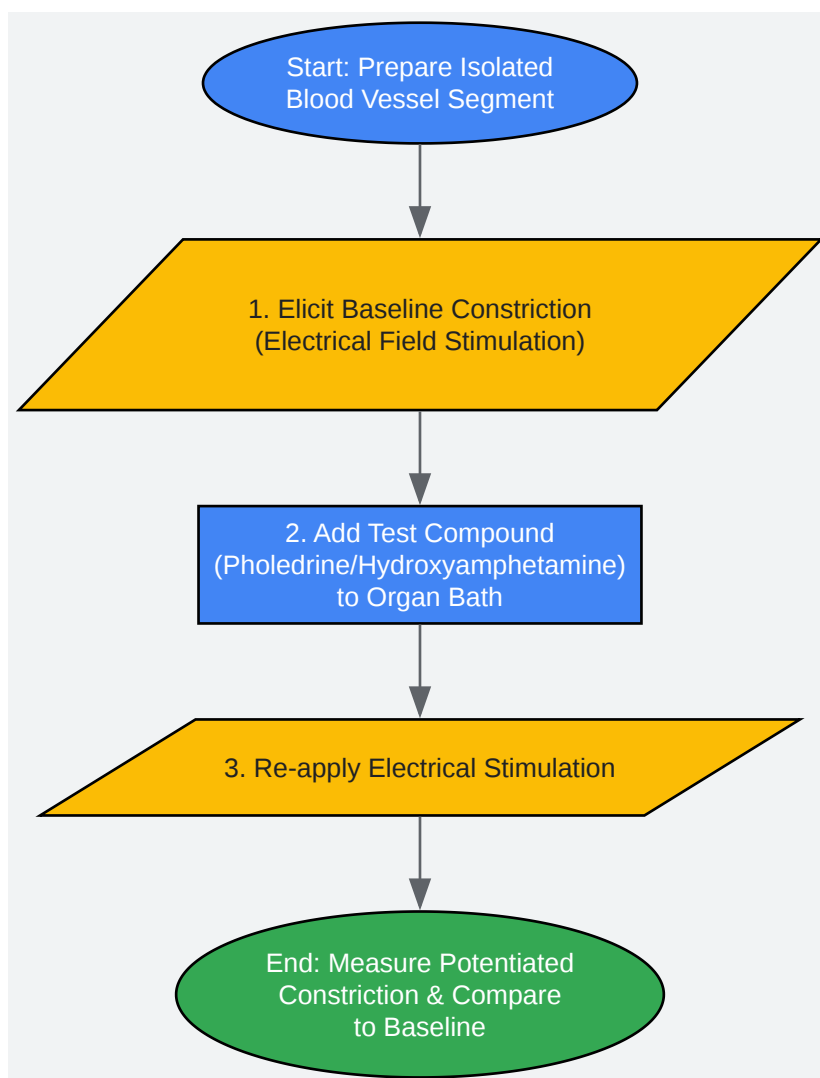 Start: Prepare Isolated
Blood Vessel Segment
1. Elicit Baseline Constriction
(Electrical Field Stimulation)
2. Add Test Compound
(Pholedrine/Hydroxyamphetamine)
to Organ Bath
3. Re-apply Electrical Stimulation
End: Measure Potentiated
Constriction & Compare
to Baseline